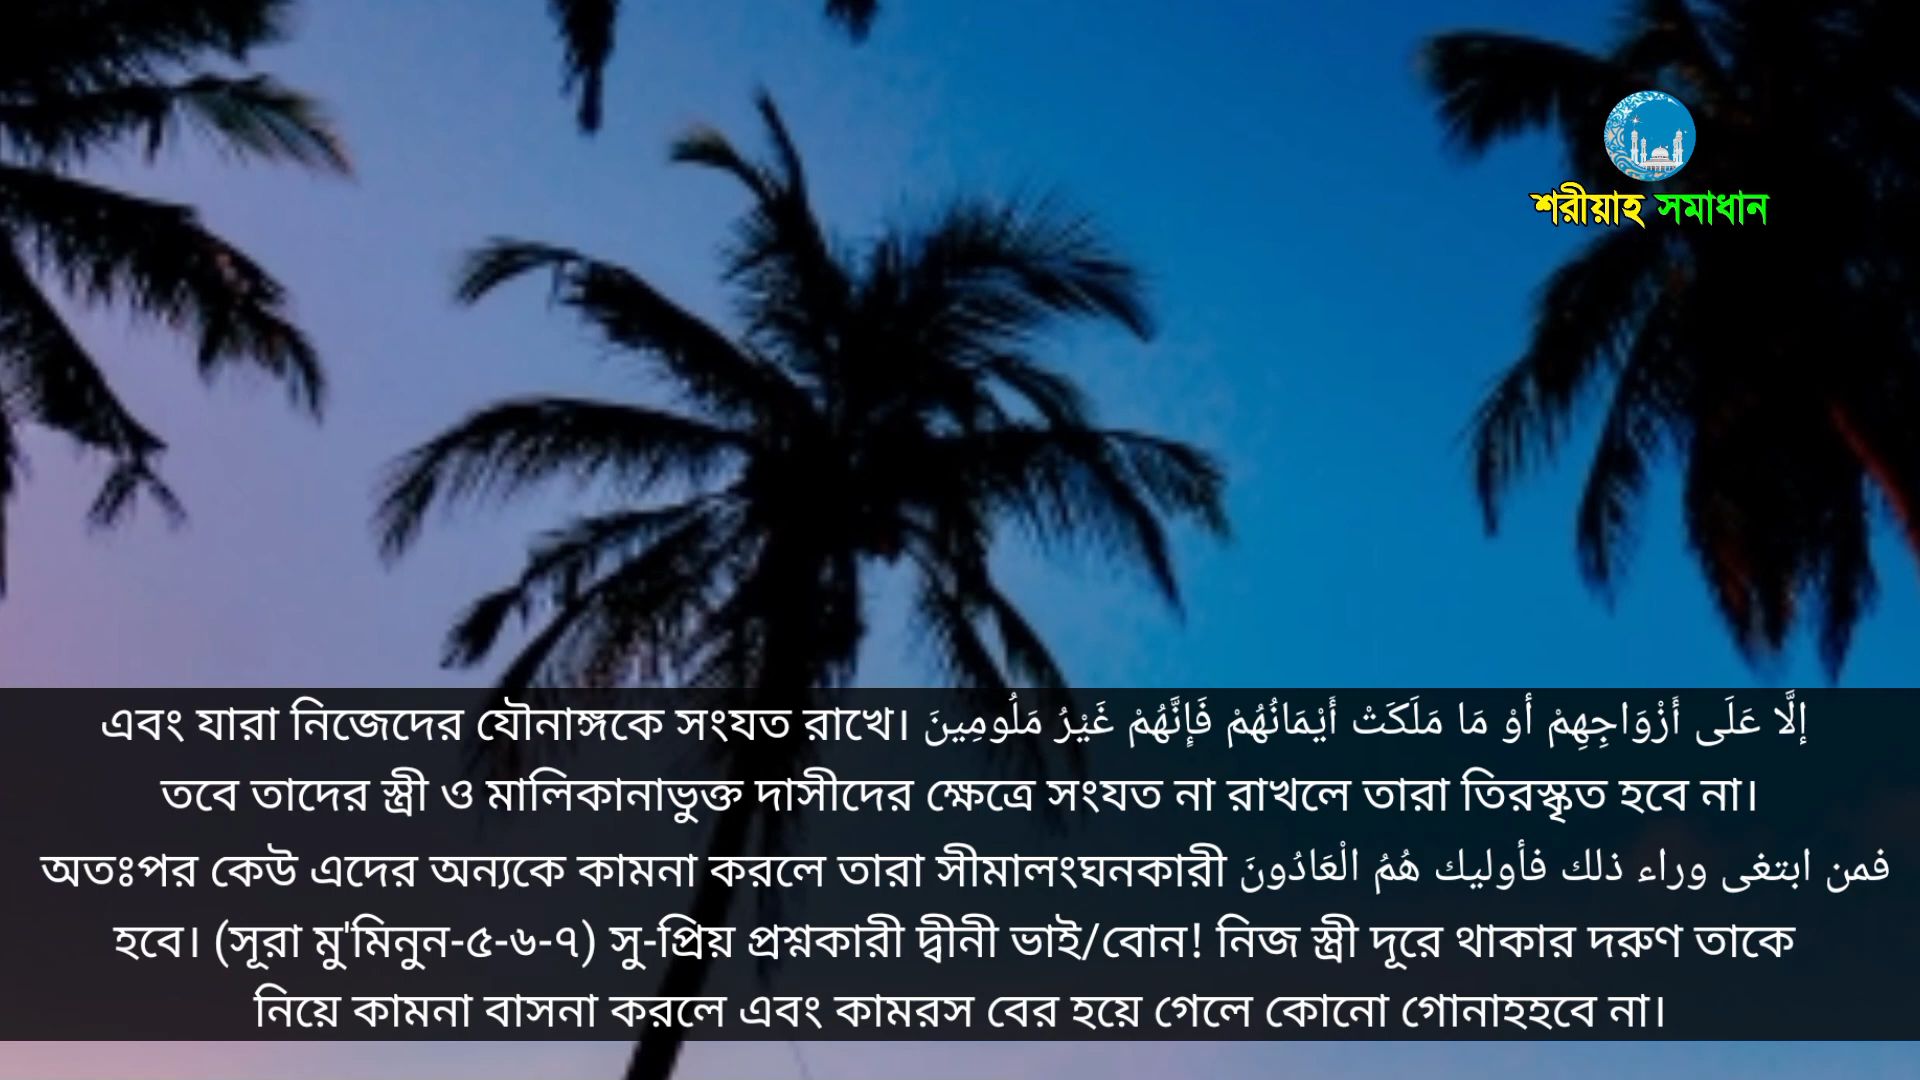 শরীয়াহ সমাধান
এবং যারা নিজেদের যৌনাঙ্গকে সংযত রাখে। إلَّا عَلَى أَزْوَاجِهِمْ أوْ مَا مَلَكَتْ أَيْمَانُهُمْ فَإِنَّهُمْ غَيْرُ مَلُومِينَ
তবে তাদের স্ত্রী ও মালিকানাভুক্ত দাসীদের ক্ষেত্রে সংযত না রাখলে তারা তিরস্কৃত হবে না।
অতঃপর কেউ এদের অন্যকে কামনা করলে তারা সীমালংঘনকারী فمن ابتغى وراء ذلك فأوليك هُمُ الْعَادُونَ
হবে। (সূরা মু'মিনুন-৫-৬-৭) সু-প্রিয় প্রশ্নকারী দ্বীনী ভাই/বোন! নিজ স্ত্রী দূরে থাকার দরুণ তাকে
নিয়ে কামনা বাসনা করলে এবং কামরস বের হয়ে গেলে কোনো গোনাহহবে না।